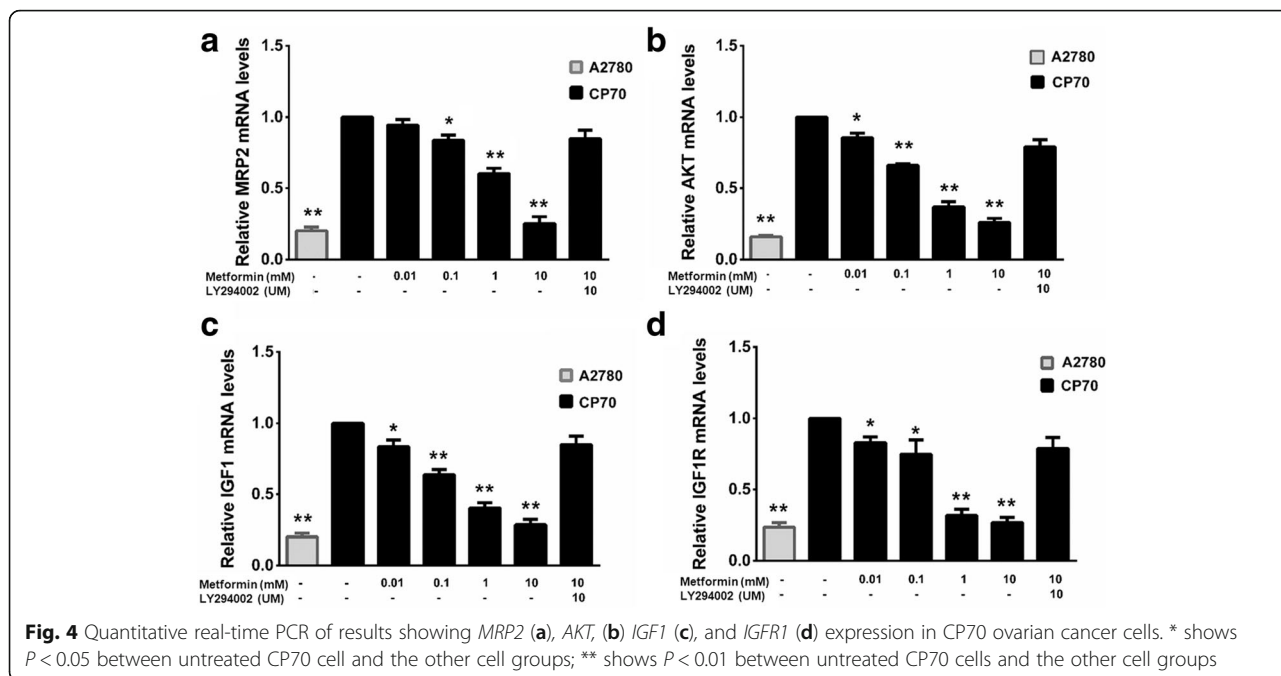 a
1.5
1.0
0.5
0.0
Relative MRP2 mRNA levels
A2780
CP70
**
*
**
**
Metformin (mM) - - 0.01 0.1 1 10 10
LY294002 (UM) - - - - - - 10
b
1.5
1.0
0.5
0.0
Relative AKT mRNA levels
A2780
CP70
**
*
**
**
**
Metformin (mM) - - 0.01 0.1 1 10 10
LY294002 (UM) - - - - - - 10
c
1.5
1.0
0.5
0.0
Relative IGF1 mRNA levels
A2780
CP70
**
*
**
**
**
Metformin (mM) - - 0.01 0.1 1 10 10
LY294002 (UM) - - - - - - 10
d
1.5
1.0
0.5
0.0
Relative IGF1R mRNA levels
A2780
CP70
**
*
*
**
**
Metformin (mM) - - 0.01 0.1 1 10 10
LY294002 (UM) - - - - - - 10
Fig. 4 Quantitative real-time PCR of results showing MRP2 (a), AKT, (b) IGF1 (c), and IGFR1 (d) expression in CP70 ovarian cancer cells. * shows
P < 0.05 between untreated CP70 cell and the other cell groups; ** shows P < 0.01 between untreated CP70 cells and the other cell groups